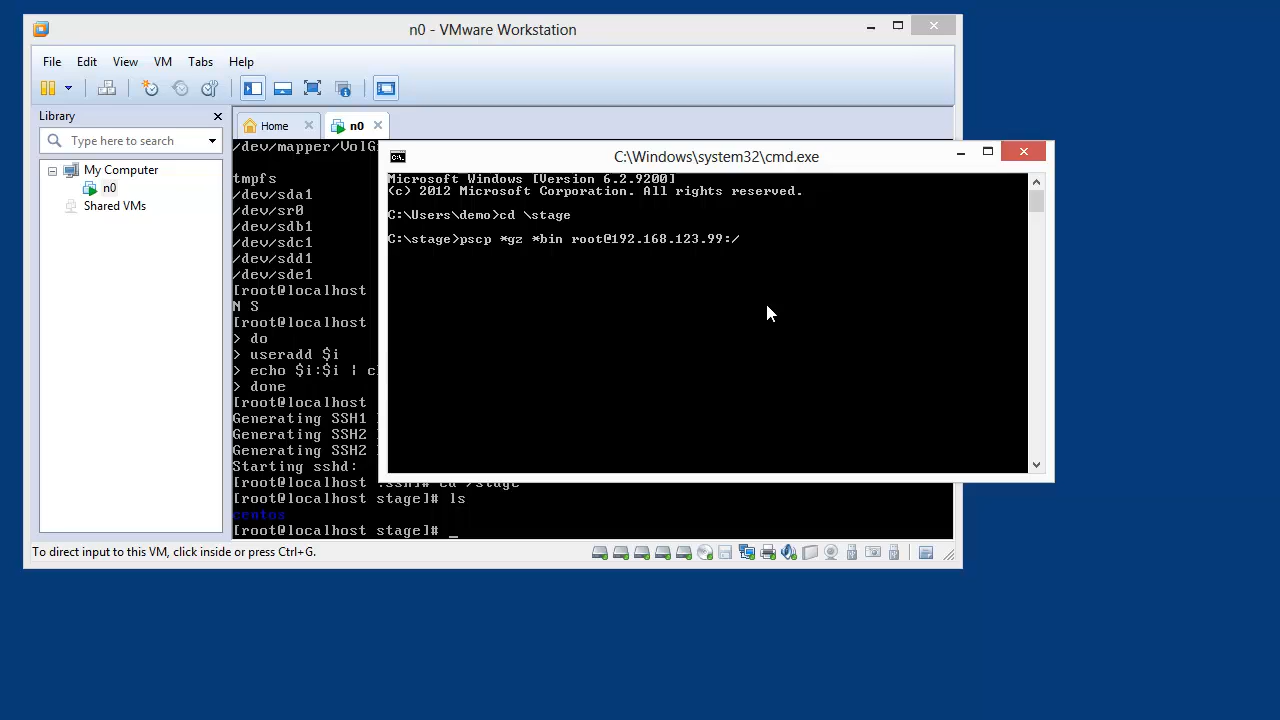 n0 - VMware Workstation
File Edit View VM Tabs Help
Library
Type here to search
My Computer
n0
Shared VMs
Home
n0
/dev/mapper/VolG
tmpfs
/dev/sda1
/dev/sr0
/dev/sdb1
/dev/sdc1
/dev/sdd1
/dev/sde1
[root@localhost
N S
[root@localhost
> do
> useradd $i
> echo $i:$i | c
> done
[root@localhost
Generating SSH1
Generating SSH2
Generating SSH2
Starting sshd:
[root@localhost .ssh]# cd /stage
[root@localhost stage]# ls
centos
[root@localhost stage]# _
To direct input to this VM, click inside or press Ctrl+G.
C:\Windows\system32\cmd.exe
Microsoft Windows [Version 6.2.9200]
(c) 2012 Microsoft Corporation. All rights reserved.
C:\Users\demo>cd \stage
C:\stage>pscp *gz *bin root@192.168.123.99:/